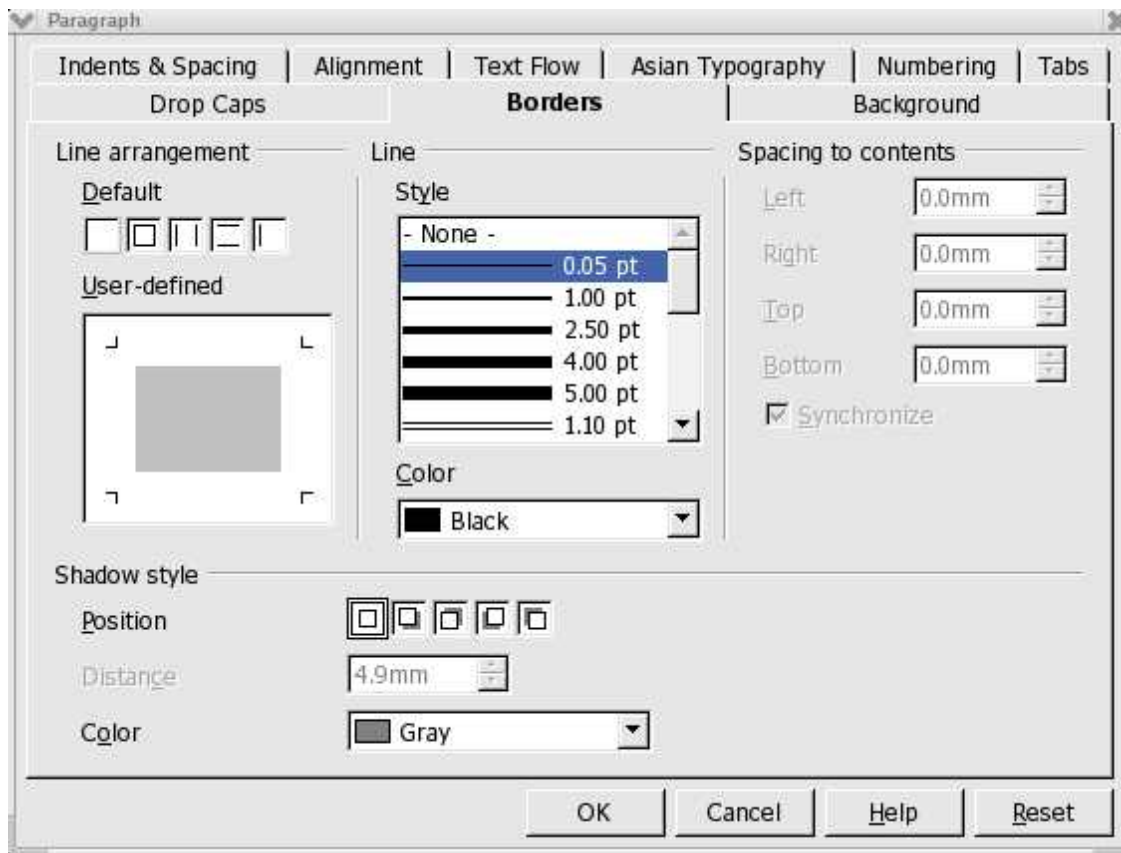 Paragraph
Indents & Spacing
Alignment
Text Flow
Asian Typography
Numbering
Tabs
Drop Caps
Borders
Background
Line arrangement
Default
User-defined
Line
Style
- None -
0.05 pt
1.00 pt
2.50 pt
4.00 pt
5.00 pt
1.10 pt
Color
Black
Spacing to contents
Left 0.0mm
Right 0.0mm
Top 0.0mm
Bottom 0.0mm
Synchronize
Shadow style
Position
Distance 4.9mm
Color Gray
OK
Cancel
Help
Reset